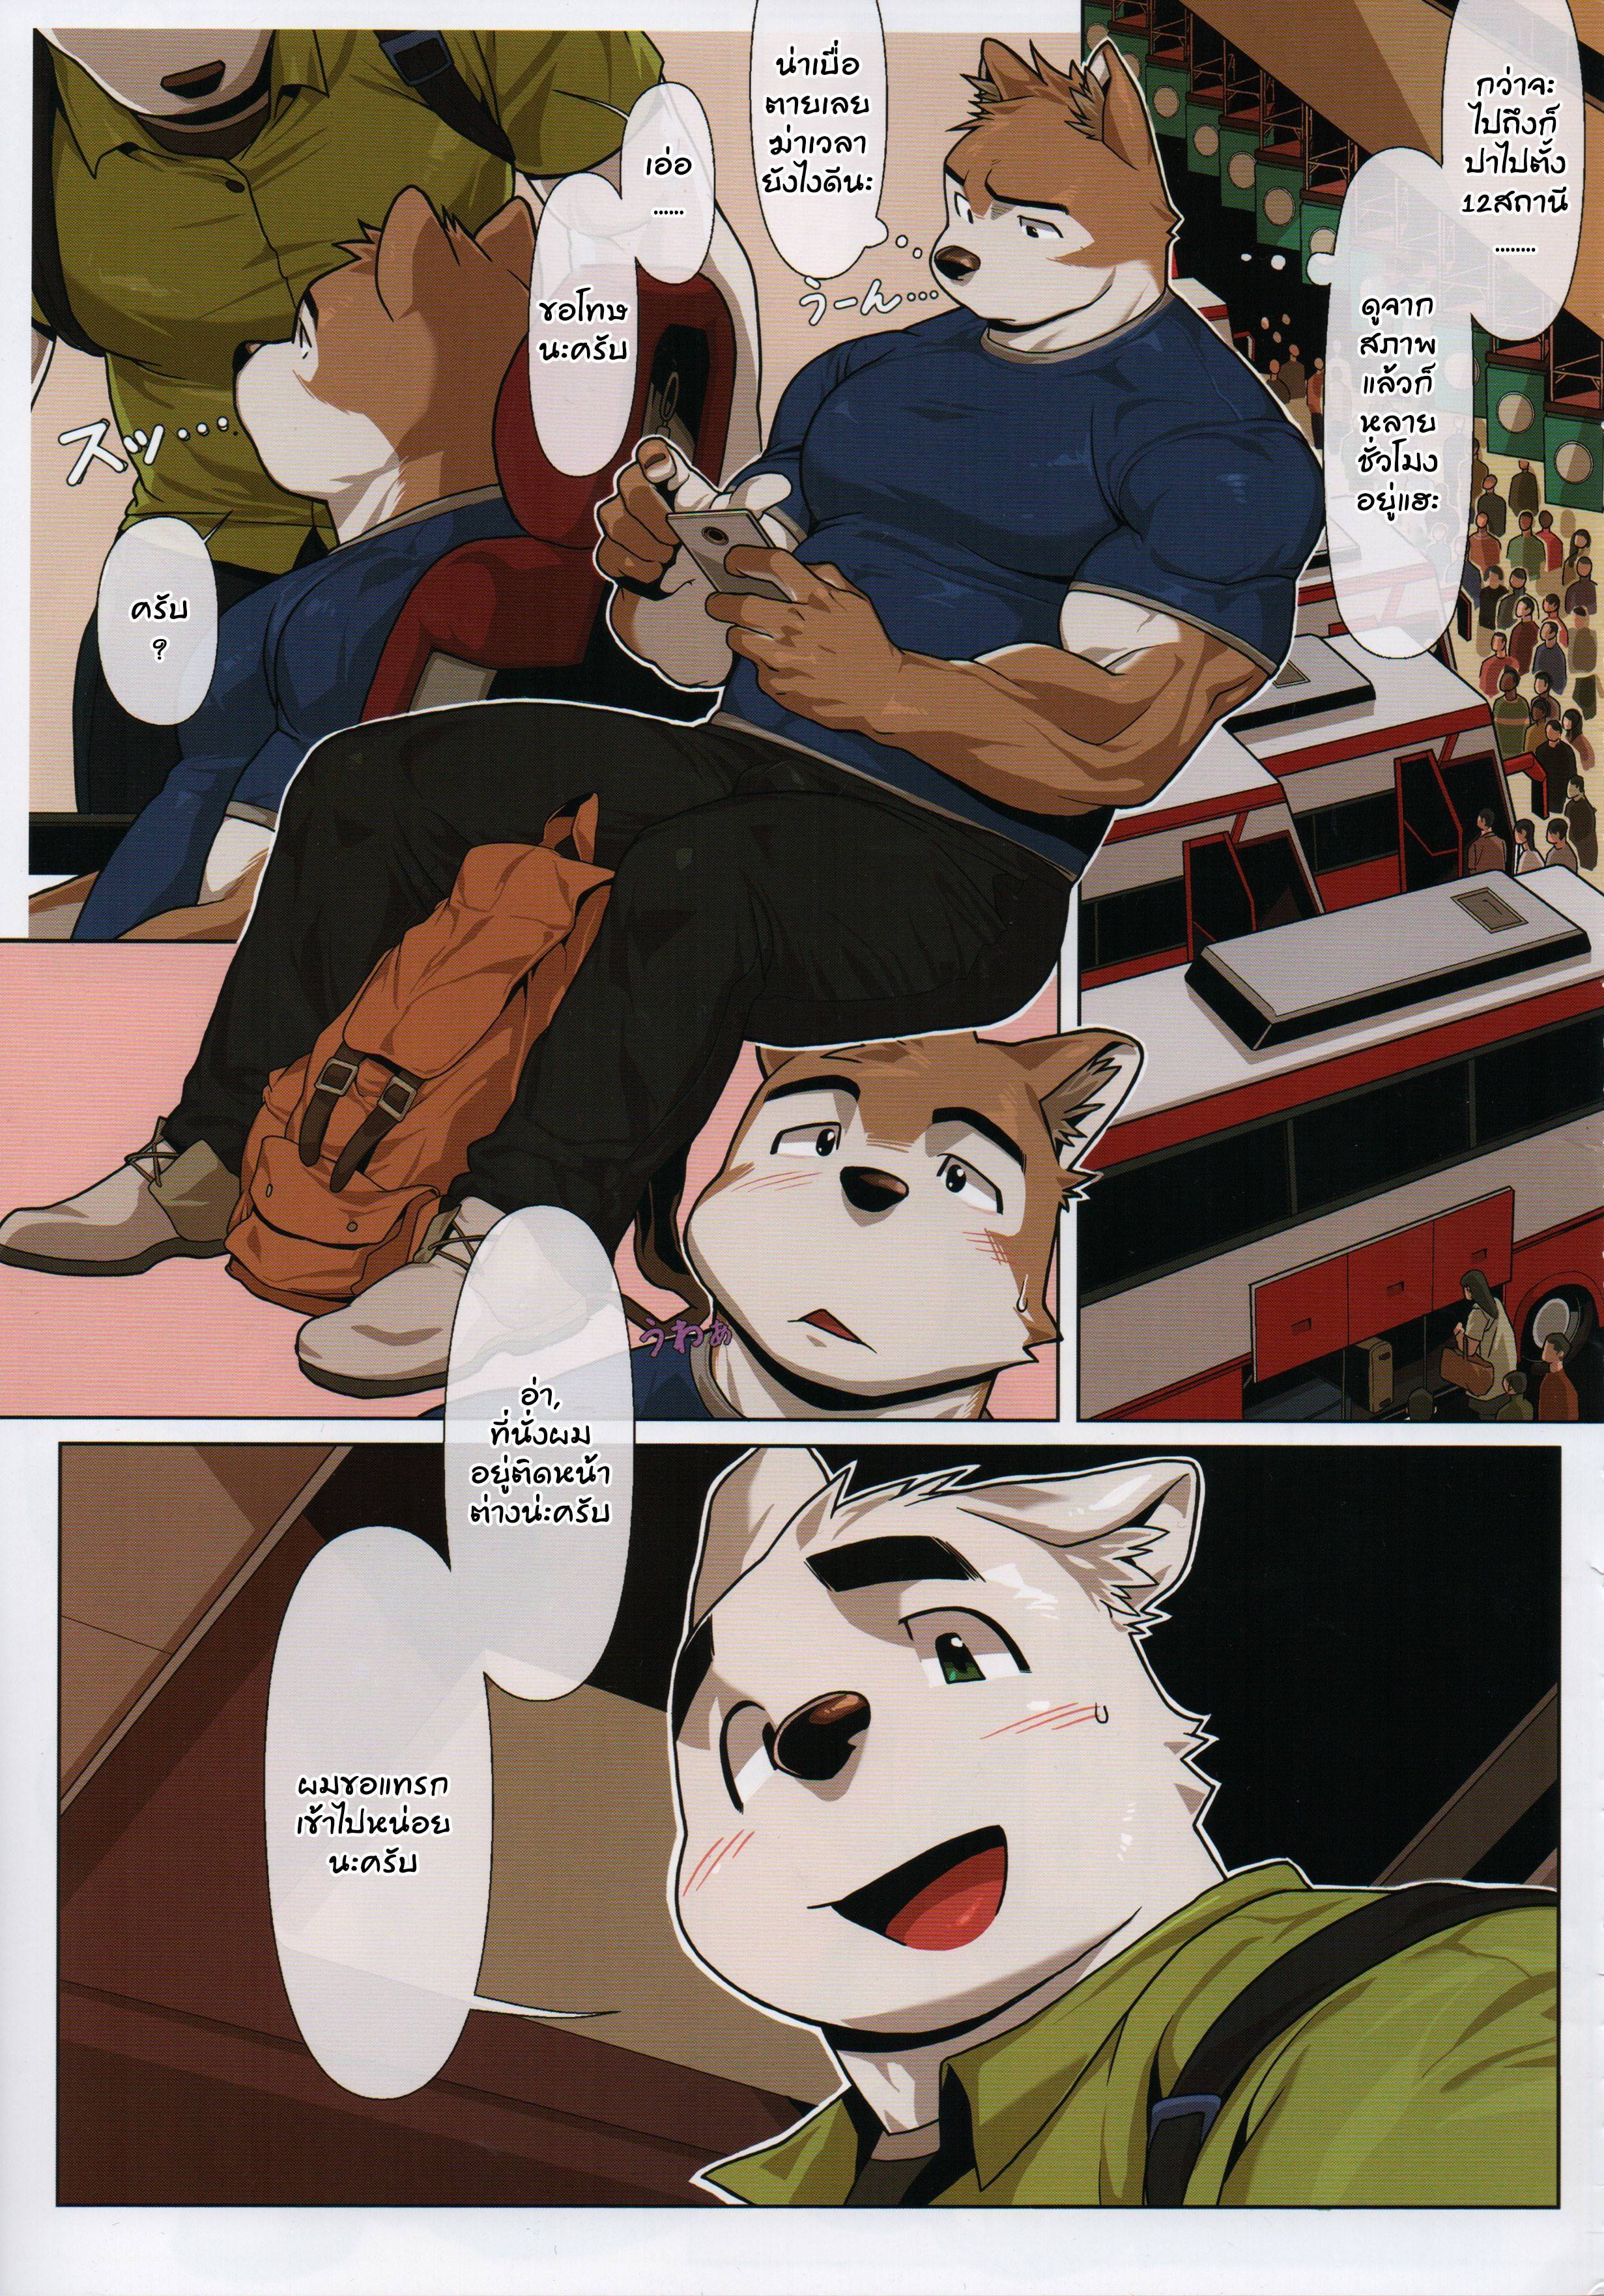 กว่าจะ
ไปถึงก็
ปาไปตั้ง
12สถานี
.........
ดูจาก
สภาพ
แล้วก็
หลาย
ชั่วโมง
อยู่แฮะ
น่าเบื่อ
ตายเลย
ฆ่าเวลา
ยังไงดีนะ
うーん…
เอ่อ
......
ขอโทษ
นะครับ
スッ…
ครับ
?
うわぁ
อ่า,
ที่นั่งผม
อยู่ติดหน้า
ต่างน่ะครับ
ผมขอแทรก
เข้าไปหน่อย
นะครับ